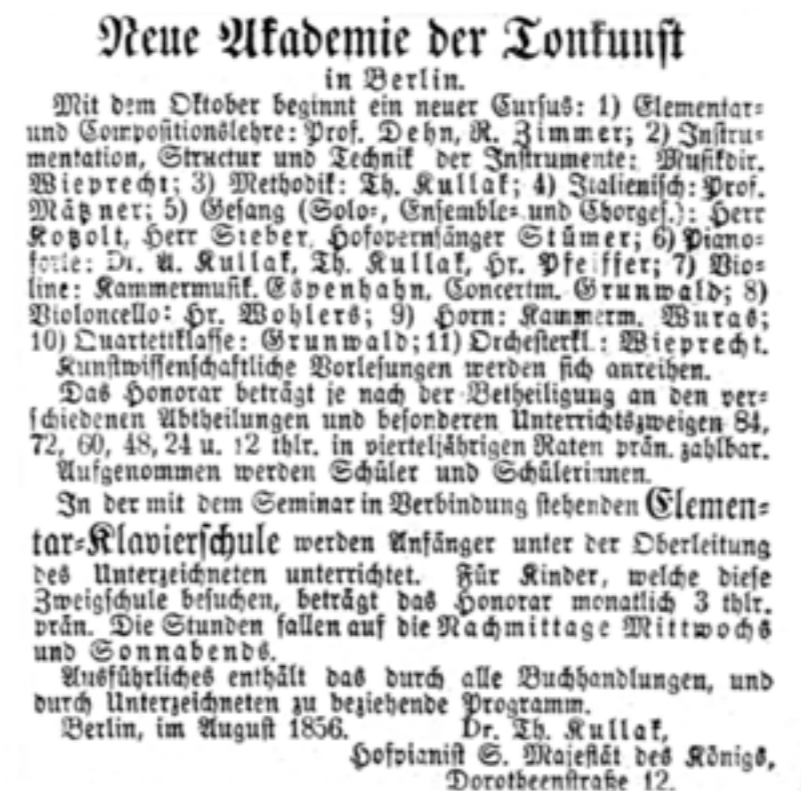 Neue Akademie der Tonkunst
in Berlin.
Mit dem Oktober beginnt ein neuer Cursus: 1) Elementar-
und Compositionslehre: Prof. Dehn, R. Zimmer; 2) Instru-
mentation, Structur und Technik der Instrumente: Musikdir.
Wieprecht; 3) Methodik: Th. Kullak; 4) Italienisch: Prof.
Mätzner; 5) Gesang (Solo-, Ensemble- und Chorges.): Herr
Kotzolt, Herr Sieber, Hofopernsänger Stümer; 6) Piano-
forte: Dr. A. Kullak, Th. Kullak, Hr. Pfeiffer; 7) Vio-
line: Kammermusik. Espenhahn, Concertm. Grunwald; 8)
Violoncello: Hr. Wohlers; 9) Horn: Kammerm. Wuras;
10) Quartettklasse: Grunwald; 11) Orchesterkl.: Wieprecht.
Kunstwissenschaftliche Vorlesungen werden sich anreihen.
Das Honorar beträgt je nach der Betheiligung an den ver-
schiedenen Abtheilungen und besonderen Unterrichtszweigen 84,
72, 60, 48, 24 u. 12 thlr. in vierteljährigen Raten prän. zahlbar.
Aufgenommen werden Schüler und Schülerinnen.
In der mit dem Seminar in Verbindung stehenden Elemen-
tar-Klavierschule werden Anfänger unter der Oberleitung
des Unterzeichneten unterrichtet. Für Kinder, welche diese
Zweigschule besuchen, beträgt das Honorar monatlich 3 thlr.
prän. Die Stunden fallen auf die Nachmittage Mittwochs
und Sonnabends.
Ausführliches enthält das durch alle Buchhandlungen, und
durch Unterzeichneten zu beziehende Programm.
Berlin, im August 1856. Dr. Th. Kullak,
Hofpianist S. Majestät des Königs,
Dorotheenstraße 12.